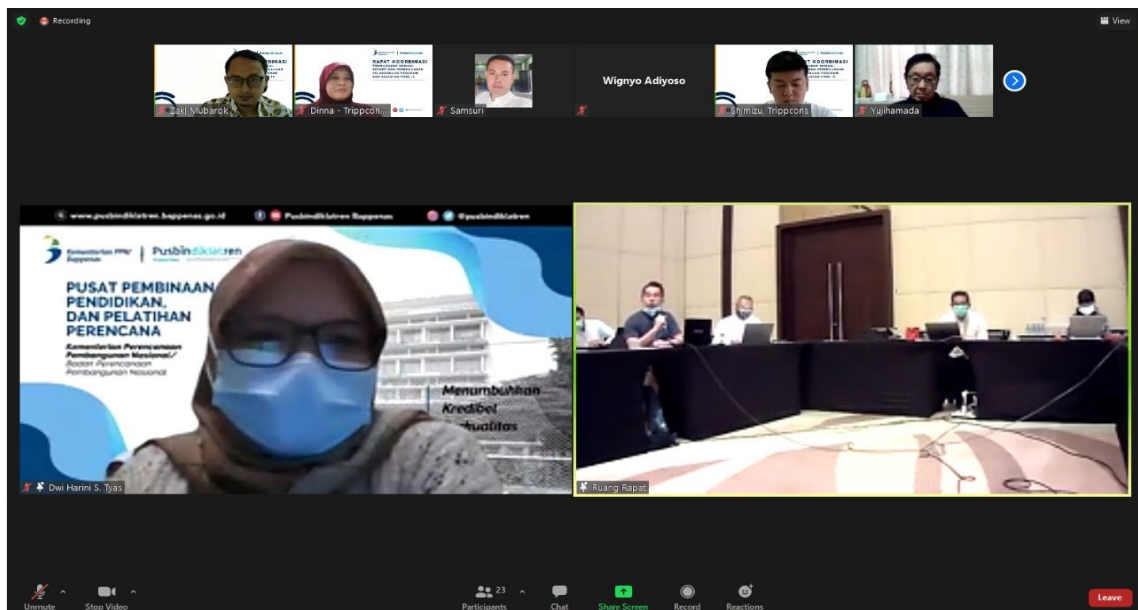 Recording
View
RAPAT KOORDINASI
Zaki Mubarok
Dinna - Trippcon...
Samsuri
Wignyo Adiyoso
Shimizu, Trippcons
Yujihamada
www.pusbindiklatren.bappenas.go.id
Pusbindiklatren Bappenas
@pusbindiklatren
Kementerian PPN/
Bappenas
Pusbindiklatren
PUSAT PEMBINAAN
PENDIDIKAN,
DAN PELATIHAN
PERENCANA
Kementerian Perencanaan
Pembangunan Nasional/
Badan Perencanaan
Pembangunan Nasional
Menumbuhkan
Kredibel
Dwi Harini S. Tyas
Ruang Rapat
Unmute
Stop Video
23
Participants
Chat
Share Screen
Record
Reactions
Leave